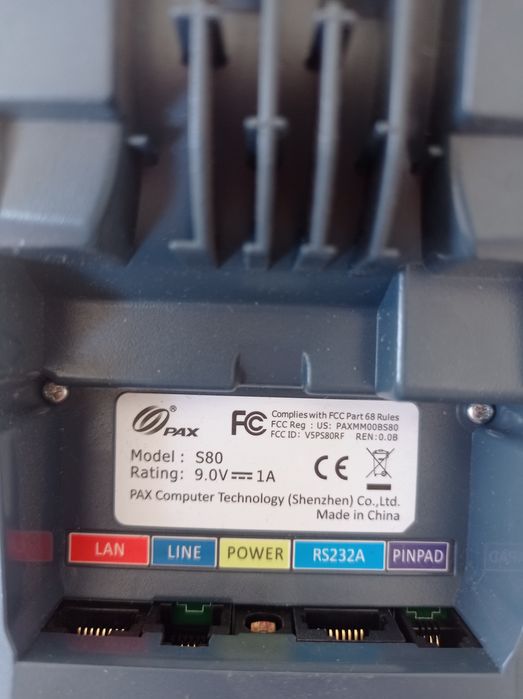 PAX®
FC Complies with FCC Part 68 Rules
FCC Reg : US: PAXMM00BS80
FCC ID: V5PS80RF REN:0.0B
Model : S80
Rating: 9.0V⎓1A
CE
PAX Computer Technology (Shenzhen) Co.,Ltd.
Made in China
LAN LINE POWER RS232A PINPAD